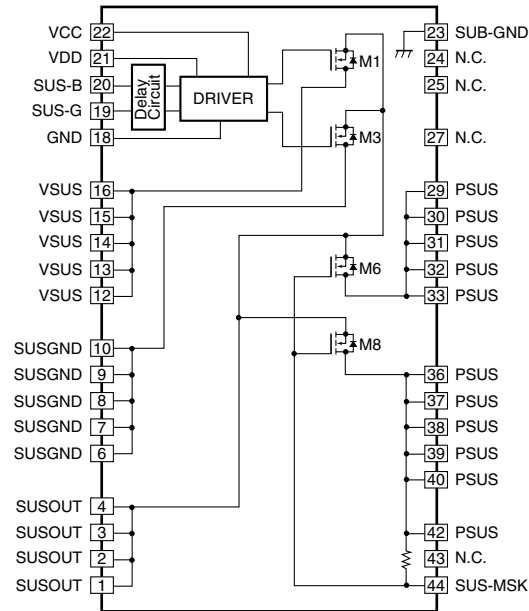 VCC 22
VDD 21
SUS-B 20
SUS-G 19
GND 18
VSUS 16
VSUS 15
VSUS 14
VSUS 13
VSUS 12
SUSGND 10
SUSGND 9
SUSGND 8
SUSGND 7
SUSGND 6
SUSOUT 4
SUSOUT 3
SUSOUT 2
SUSOUT 1
Delay
Circuit
DRIVER
M1
M3
M6
M8
23 SUB-GND
24 N.C.
25 N.C.
27 N.C.
29 PSUS
30 PSUS
31 PSUS
32 PSUS
33 PSUS
36 PSUS
37 PSUS
38 PSUS
39 PSUS
40 PSUS
42 PSUS
43 N.C.
44 SUS-MSK